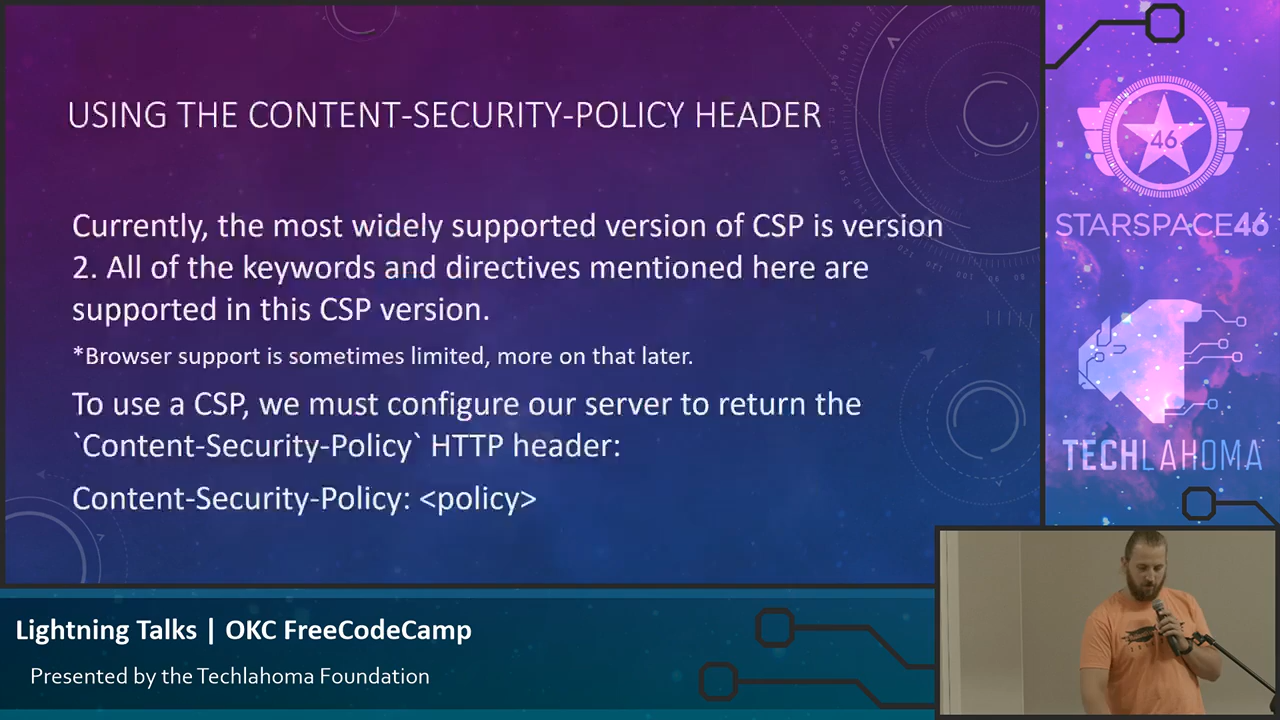 USING THE CONTENT-SECURITY-POLICY HEADER
Currently, the most widely supported version of CSP is version
2. All of the keywords and directives mentioned here are
supported in this CSP version.
*Browser support is sometimes limited, more on that later.
To use a CSP, we must configure our server to return the
`Content-Security-Policy` HTTP header:
Content-Security-Policy: <policy>
46
STARSPACE46
TECHLAHOMA
Lightning Talks | OKC FreeCodeCamp
Presented by the Techlahoma Foundation